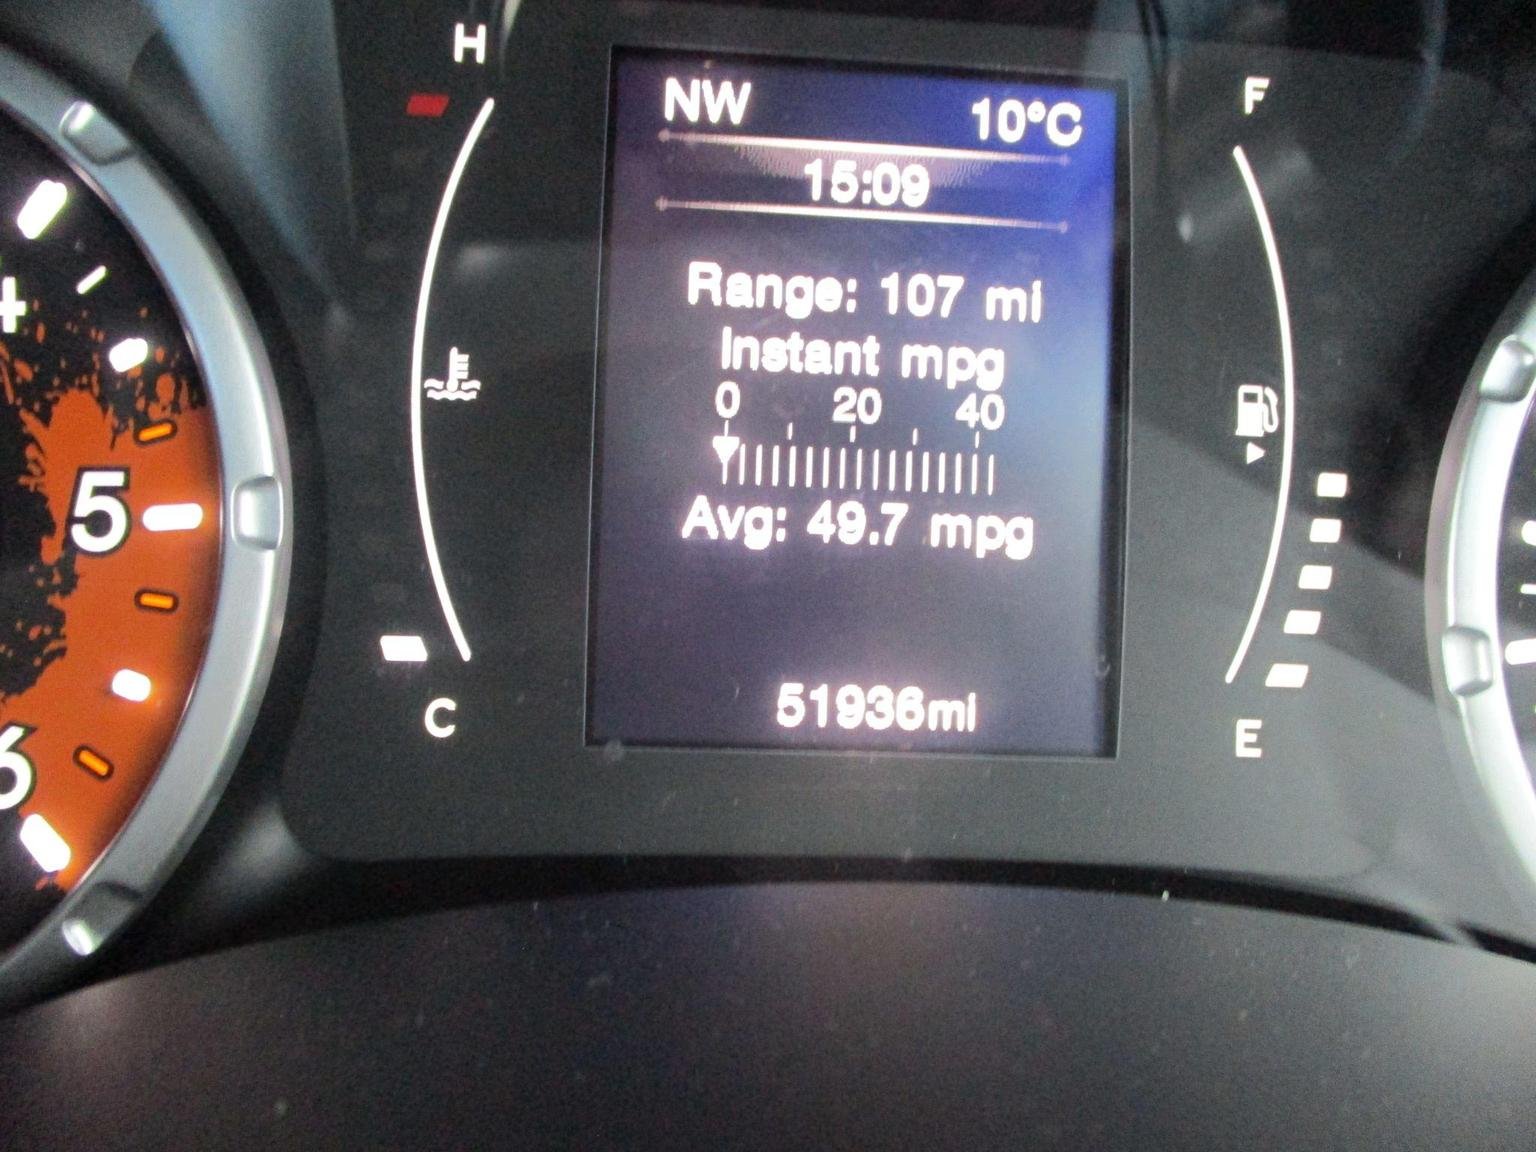 H
NW 10°C
F
15:09
4
Range: 107 mi
Instant mpg
0 20 40
5
Avg: 49.7 mpg
6
51936mi
C
E